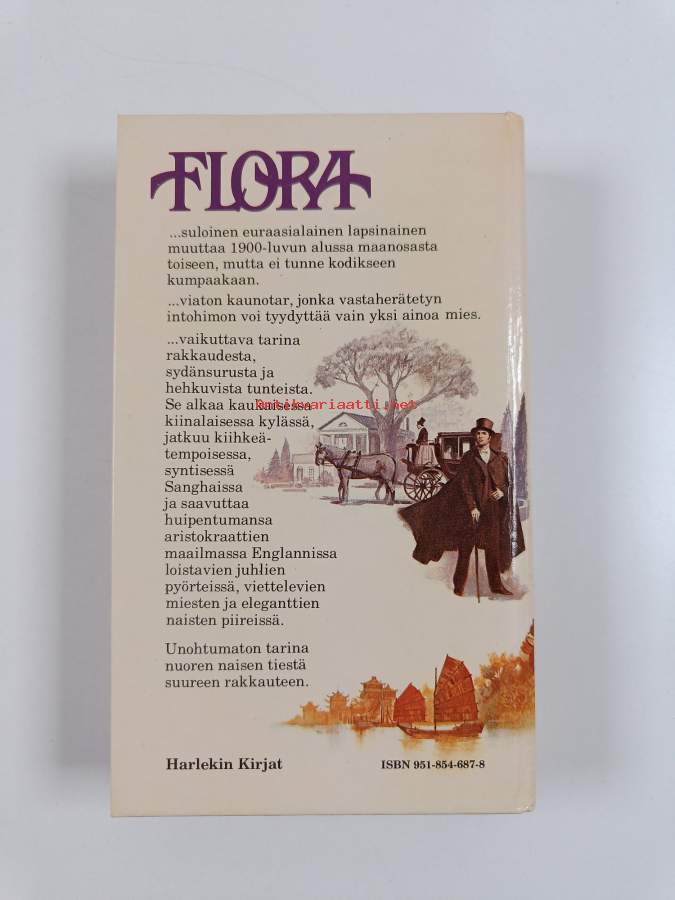 FLORA
...suloinen euraasialainen lapsinainen
muuttaa 1900-luvun alussa maanosasta
toiseen, mutta ei tunne kodikseen
kumpaakaan.
...viaton kaunotar, jonka vastaherätetyn
intohimon voi tyydyttää vain yksi ainoa mies.
...vaikuttava tarina
rakkaudesta,
sydänsurusta ja
hehkuvista tunteista.
Se alkaa kaukaisessa
Antikvariaatti.net
kiinalaisessa kylässä,
jatkuu kiihkeä-
tempoisessa,
syntisessä
Sanghaissa
ja saavuttaa
huipentumansa
aristokraattien
maailmassa Englannissa
loistavien juhlien
pyörteissä, viettelevien
miesten ja eleganttien
naisten piireissä.
Unohtumaton tarina
nuoren naisen tiestä
suureen rakkauteen.
Harlekin Kirjat
ISBN 951-854-687-8